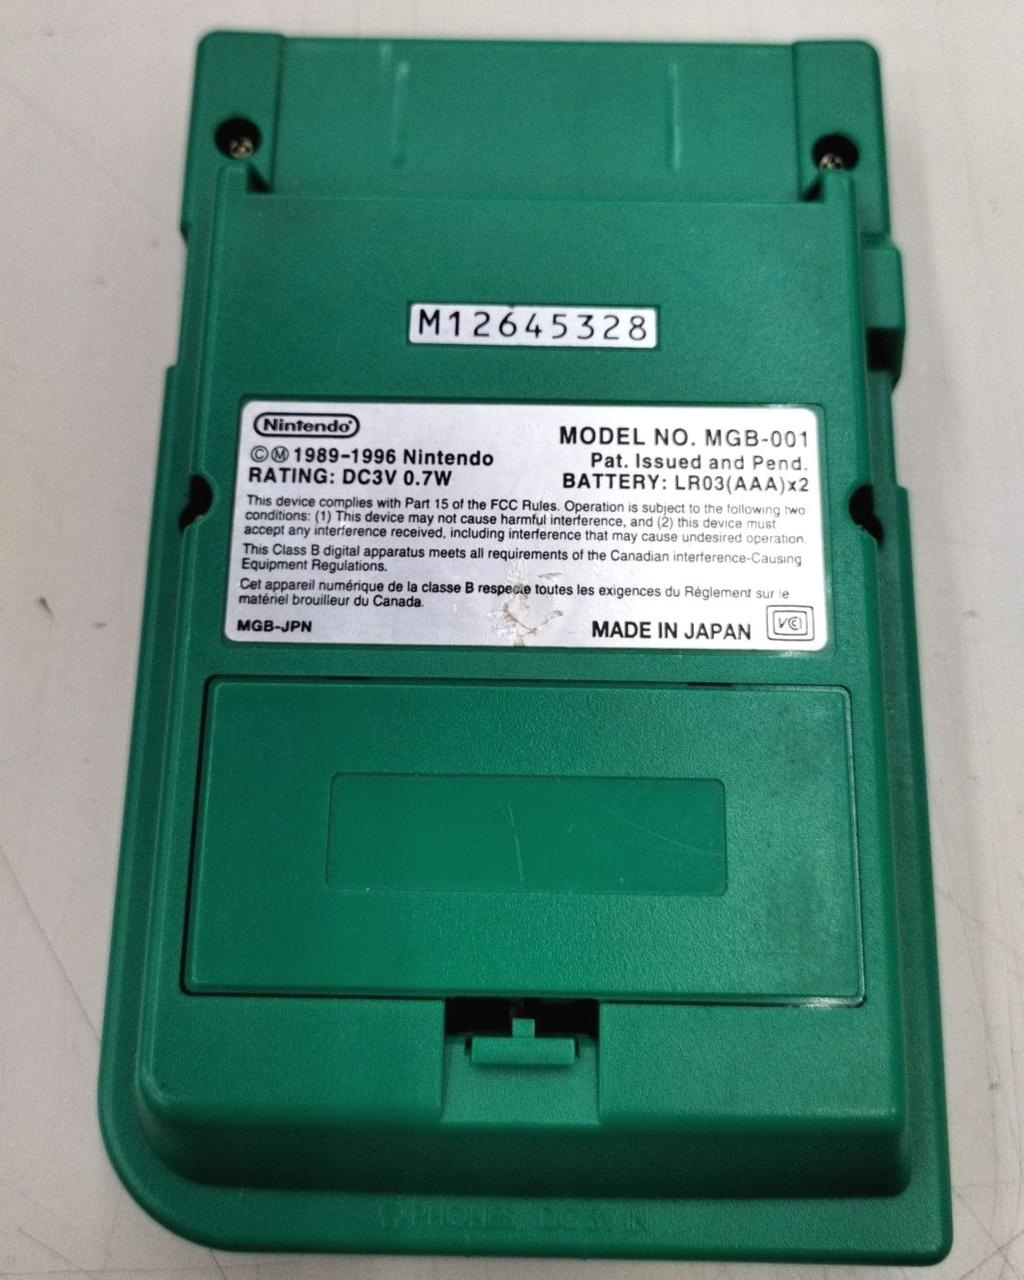 M12645328
Nintendo®
MODEL NO. MGB-001
©Ⓜ 1989-1996 Nintendo
Pat. Issued and Pend.
RATING: DC3V 0.7W
BATTERY: LR03(AAA)x2
This device complies with Part 15 of the FCC Rules. Operation is subject to the following two
conditions: (1) This device may not cause harmful interference, and (2) this device must
accept any interference received, including interference that may cause undesired operation.
This Class B digital apparatus meets all requirements of the Canadian interference-Causing
Equipment Regulations.
Cet appareil numérique de la classe B respecte toutes les exigences du Règlement sur le
matériel brouilleur du Canada.
MGB-JPN
MADE IN JAPAN
VCI
PHONES DC3V IN